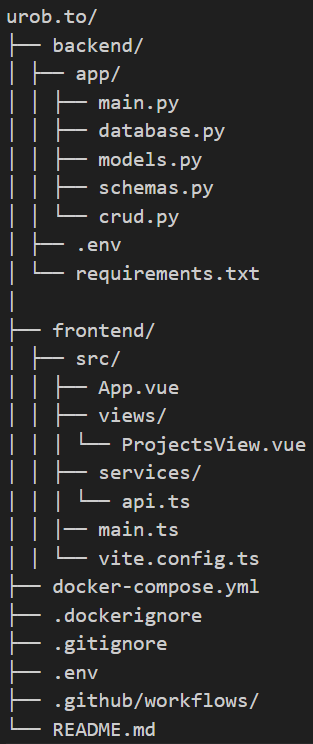 urob.to/
├── backend/
│ ├── app/
│ │ ├── main.py
│ │ ├── database.py
│ │ ├── models.py
│ │ ├── schemas.py
│ │ └── crud.py
│ ├── .env
│ └── requirements.txt
│
├── frontend/
│ ├── src/
│ │ ├── App.vue
│ │ ├── views/
│ │ │ └── ProjectsView.vue
│ │ ├── services/
│ │ │ └── api.ts
│ │ |── main.ts
│ │ └── vite.config.ts
├── docker-compose.yml
├── .dockerignore
├── .gitignore
├── .env
├── .github/workflows/
└── README.md